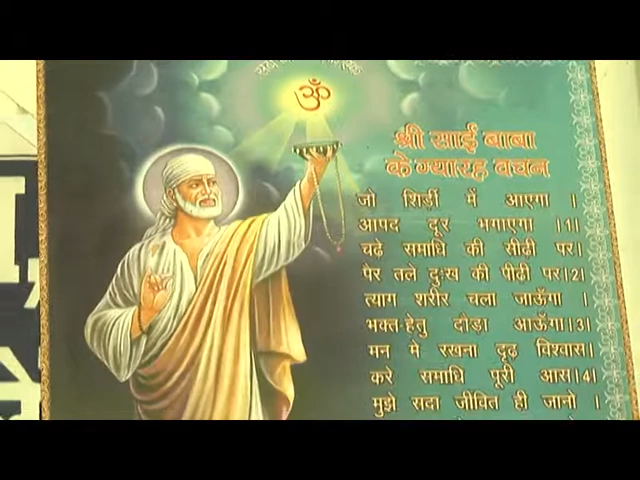 ॐ
श्री साई बाबा
के ग्यारह वचन
जो शिर्डी में आएगा ।
आपद दूर भगाएगा ।1।
चढ़े समाधि की सीढ़ी पर।
पैर तले दुःख की पीढ़ी पर।2।
त्याग शरीर चला जाऊँगा ।
भक्त-हेतु दौड़ा आऊँगा ।3।
मन मे रखना दृढ़ विश्वास।
करे समाधि पूरी आस।4।
मुझे सदा जीवित ही जानो ।